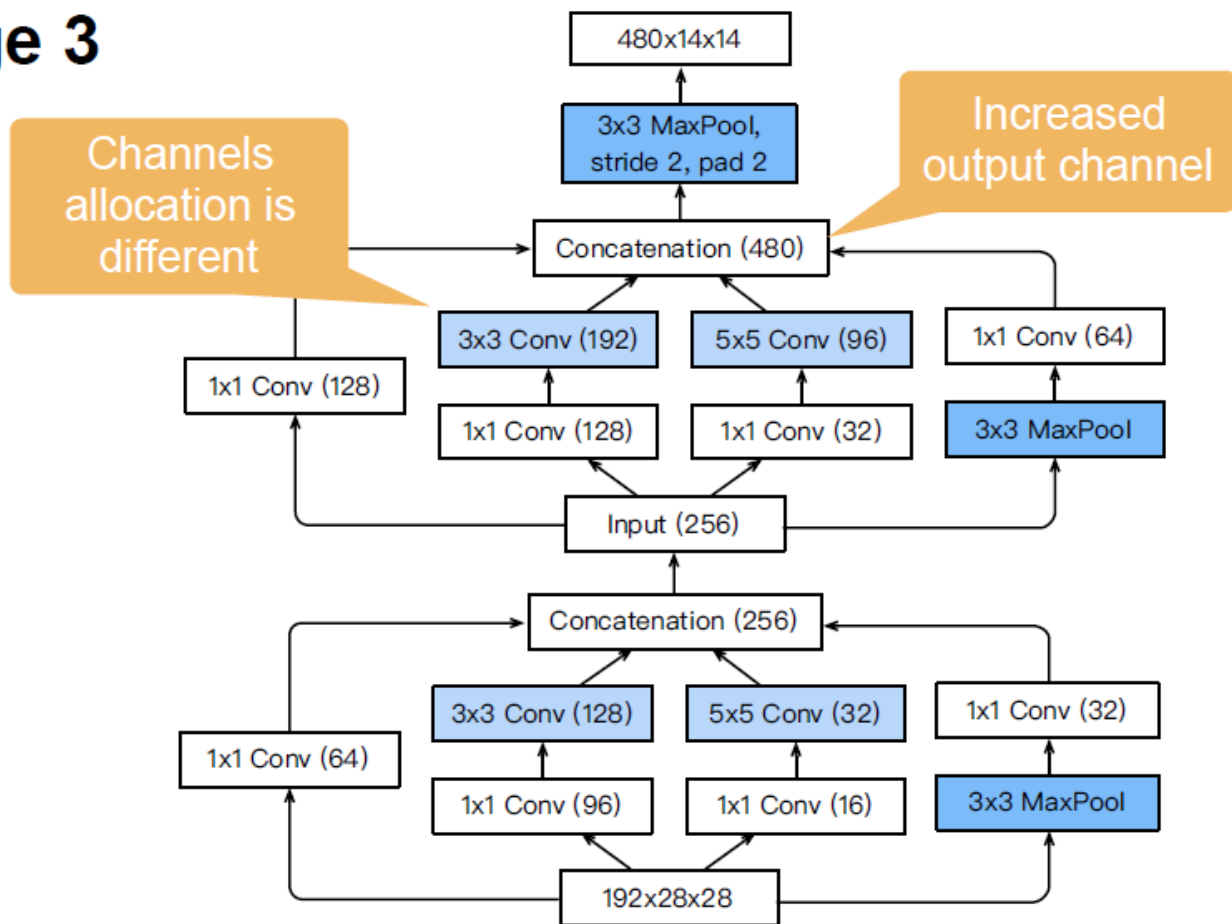 ge 3
480x14x14
3x3 MaxPool,
stride 2, pad 2
Channels
allocation is
different
Increased
output channel
Concatenation (480)
3x3 Conv (192)
5x5 Conv (96)
1x1 Conv (64)
1x1 Conv (128)
1x1 Conv (128)
1x1 Conv (32)
3x3 MaxPool
Input (256)
Concatenation (256)
3x3 Conv (128)
5x5 Conv (32)
1x1 Conv (32)
1x1 Conv (64)
1x1 Conv (96)
1x1 Conv (16)
3x3 MaxPool
192x28x28